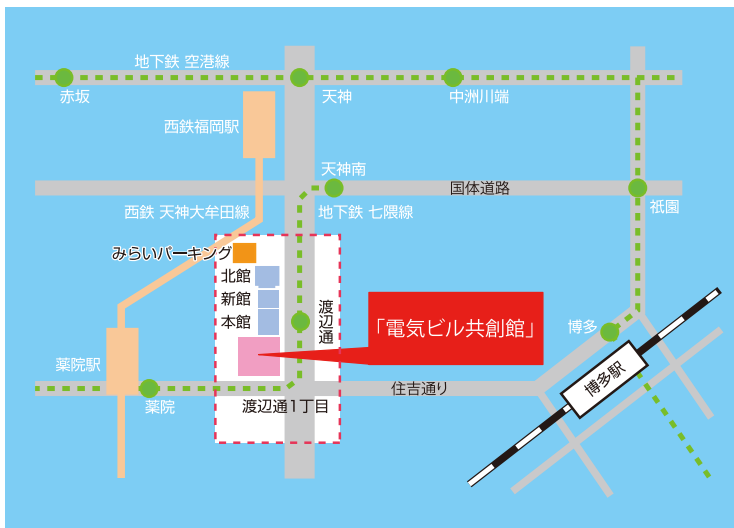 地下鉄 空港線
赤坂
天神
中洲川端
西鉄福岡駅
天神南
国体道路
西鉄 天神大牟田線
地下鉄 七隈線
祇園
みらいパーキング
北館
新館
本館
渡辺通
「電気ビル共創館」
博多
博多駅
薬院駅
薬院
渡辺通1丁目
住吉通り